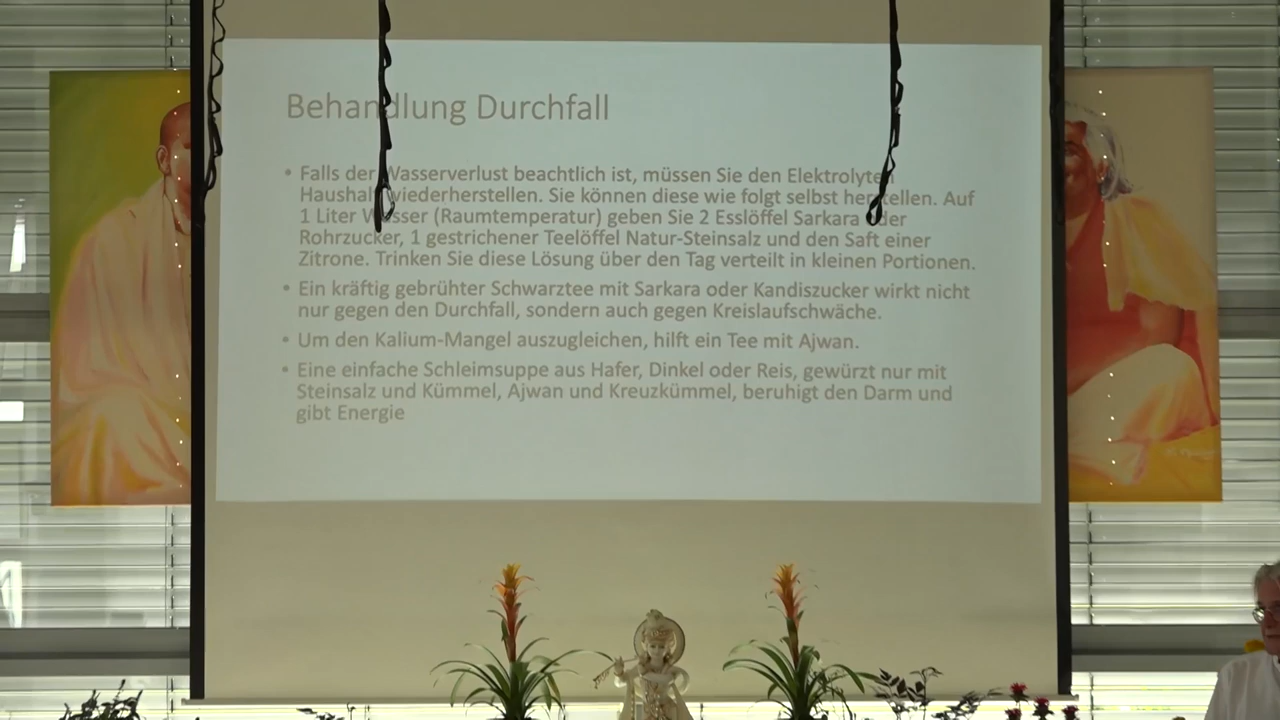 Behandlung Durchfall
• Falls der Wasserverlust beachtlich ist, müssen Sie den Elektrolyten
Haushalt wiederherstellen. Sie können diese wie folgt selbst herstellen. Auf
1 Liter Wasser (Raumtemperatur) geben Sie 2 Esslöffel Sarkara oder
Rohrzucker, 1 gestrichener Teelöffel Natur-Steinsalz und den Saft einer
Zitrone. Trinken Sie diese Lösung über den Tag verteilt in kleinen Portionen.
• Ein kräftig gebrühter Schwarztee mit Sarkara oder Kandiszucker wirkt nicht
nur gegen den Durchfall, sondern auch gegen Kreislaufschwäche.
• Um den Kalium-Mangel auszugleichen, hilft ein Tee mit Ajwan.
• Eine einfache Schleimsuppe aus Hafer, Dinkel oder Reis, gewürzt nur mit
Steinsalz und Kümmel, Ajwan und Kreuzkümmel, beruhigt den Darm und
gibt Energie